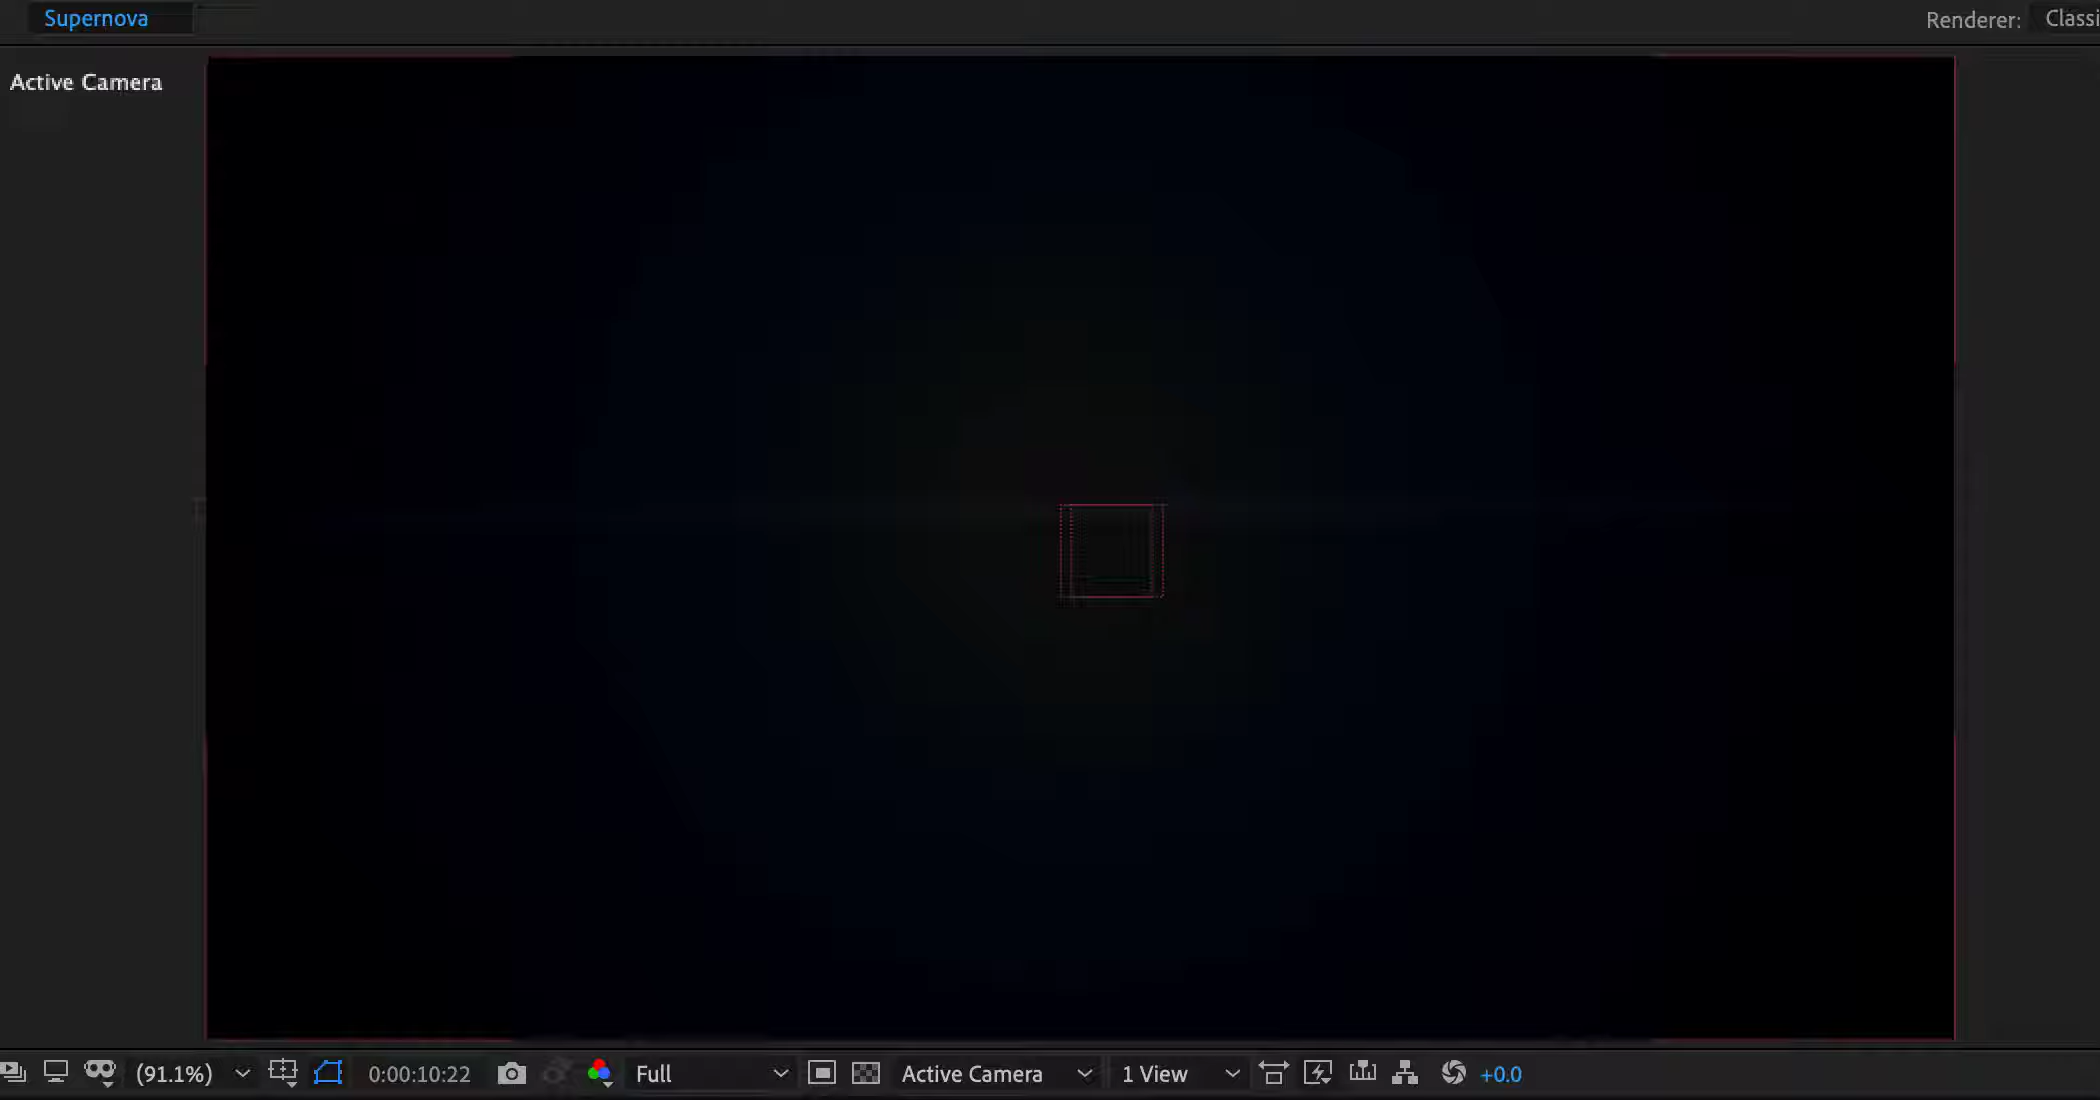 Supernova
Renderer: Classi
Active Camera
(91.1%) 0:00:10:22 Full Active Camera 1 View +0.0